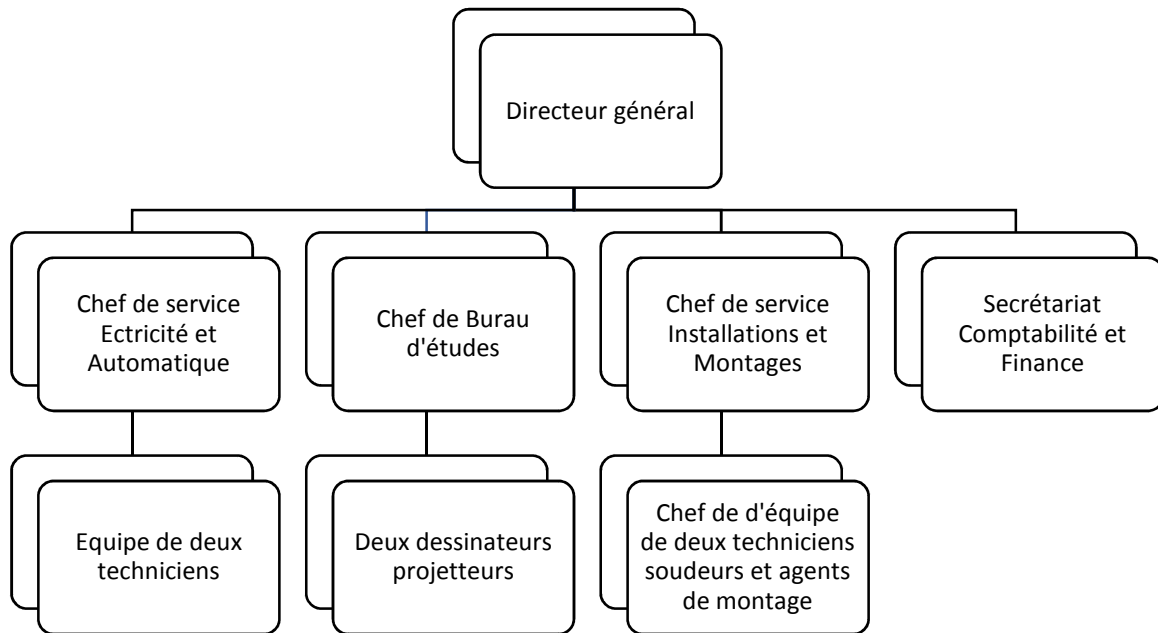 Directeur général
Chef de service
Ectricité et
Automatique
Chef de Burau
d'études
Chef de service
Installations et
Montages
Secrétariat
Comptabilité et
Finance
Equipe de deux
techniciens
Deux dessinateurs
projetteurs
Chef de d'équipe
de deux techniciens
soudeurs et agents
de montage